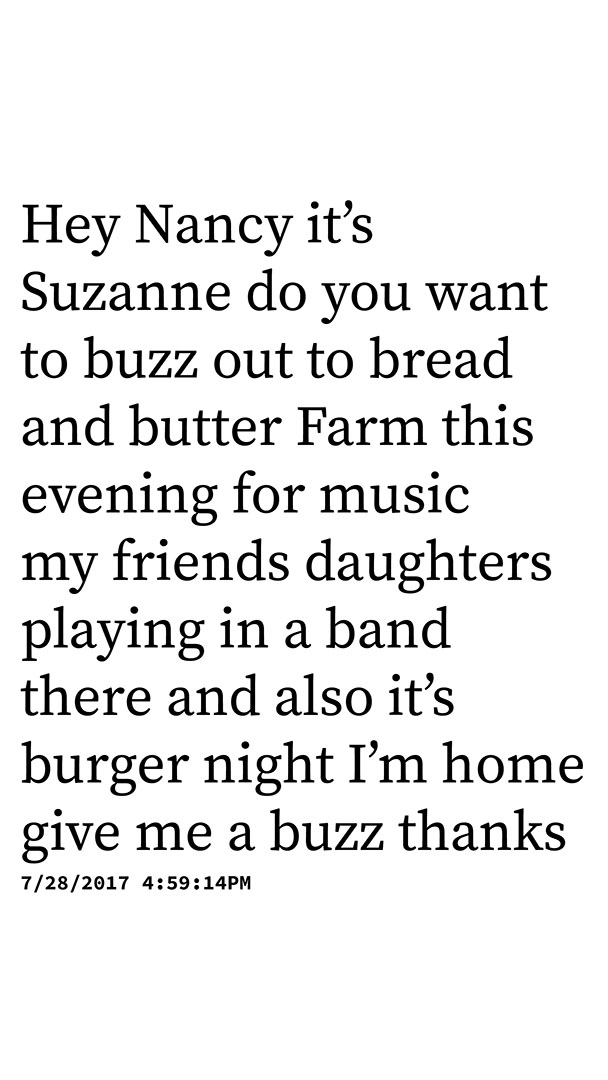 Hey Nancy it’s
Suzanne do you want
to buzz out to bread
and butter Farm this
evening for music
my friends daughters
playing in a band
there and also it’s
burger night I’m home
give me a buzz thanks
7/28/2017 4:59:14PM